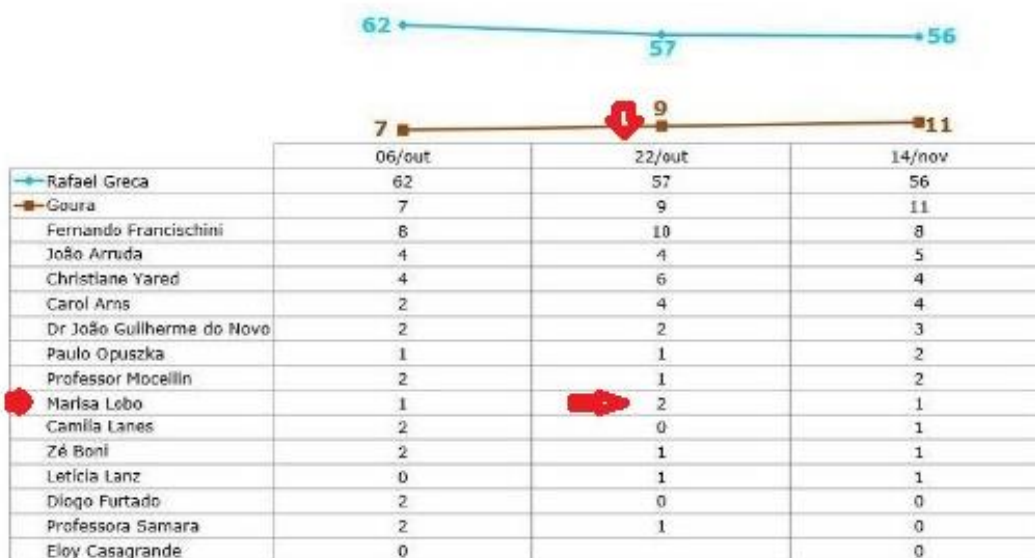 62 57 56
7 9 11
06/out 22/out 14/nov
Rafael Greca 62 57 56
Goura 7 9 11
Fernando Francischini 8 10 8
João Arruda 4 4 5
Christiane Yared 4 6 4
Carol Arns 2 4 4
Dr João Guilherme do Novo 2 2 3
Paulo Opuszka 1 1 2
Professor Mocellin 2 1 2
Marisa Lobo 1 2 1
Camila Lanes 2 0 1
Zé Boni 2 1 1
Letícia Lanz 0 1 1
Diogo Furtado 2 0 0
Professora Samara 2 1 0
Eloy Casagrande 0 0